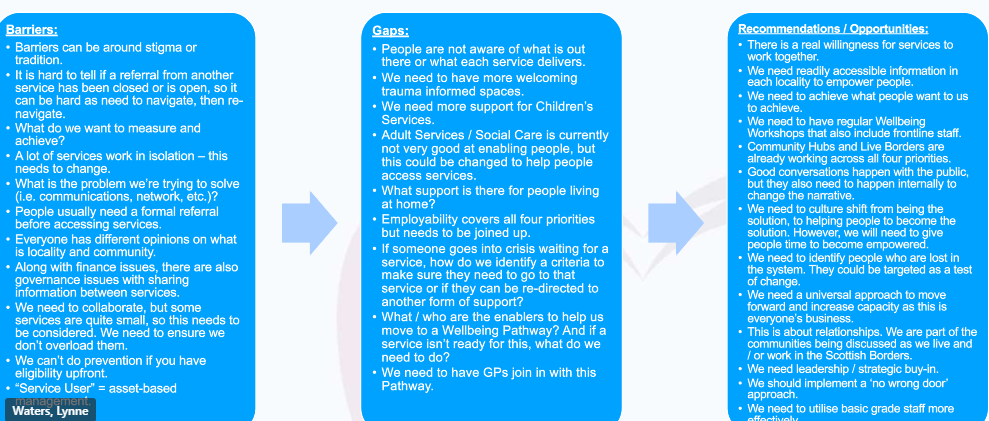 Barriers:
• Barriers can be around stigma or
tradition.
• It is hard to tell if a referral from another
service has been closed or is open, so it
can be hard as need to navigate, then re-
navigate.
• What do we want to measure and
achieve?
• A lot of services work in isolation – this
needs to change.
• What is the problem we're trying to solve
(i.e. communications, network, etc.)?
• People usually need a formal referral
before accessing services.
• Everyone has different opinions on what
is locality and community.
• Along with finance issues, there are also
governance issues with sharing
information between services.
• We need to collaborate, but some
services are quite small, so this needs to
be considered. We need to ensure we
don't overload them.
• We can't do prevention if you have
eligibility upfront.
• "Service User" = asset-based
management.
Waters, Lynne
Gaps:
• People are not aware of what is out
there or what each service delivers.
• We need to have more welcoming
trauma informed spaces.
• We need more support for Children's
Services.
• Adult Services / Social Care is currently
not very good at enabling people, but
this could be changed to help people
access services.
• What support is there for people living
at home?
• Employability covers all four priorities
but needs to be joined up.
• If someone goes into crisis waiting for a
service, how do we identify a criteria to
make sure they need to go to that
service or if they can be re-directed to
another form of support?
• What / who are the enablers to help us
move to a Wellbeing Pathway? And if a
service isn't ready for this, what do we
need to do?
• We need to have GPs join in with this
Pathway.
Recommendations / Opportunities:
• There is a real willingness for services to
work together.
• We need readily accessible information in
each locality to empower people.
• We need to achieve what people want to us
to achieve.
• We need to have regular Wellbeing
Workshops that also include frontline staff.
• Community Hubs and Live Borders are
already working across all four priorities.
• Good conversations happen with the public,
but they also need to happen internally to
change the narrative.
• We need to culture shift from being the
solution, to helping people to become the
solution. However, we will need to give
people time to become empowered.
• We need to identify people who are lost in
the system. They could be targeted as a test
of change.
• We need a universal approach to move
forward and increase capacity as this is
everyone's business.
• This is about relationships. We are part of the
communities being discussed as we live and
/ or work in the Scottish Borders.
• We need leadership / strategic buy-in.
• We should implement a 'no wrong door'
approach.
• We need to utilise basic grade staff more
effectively.